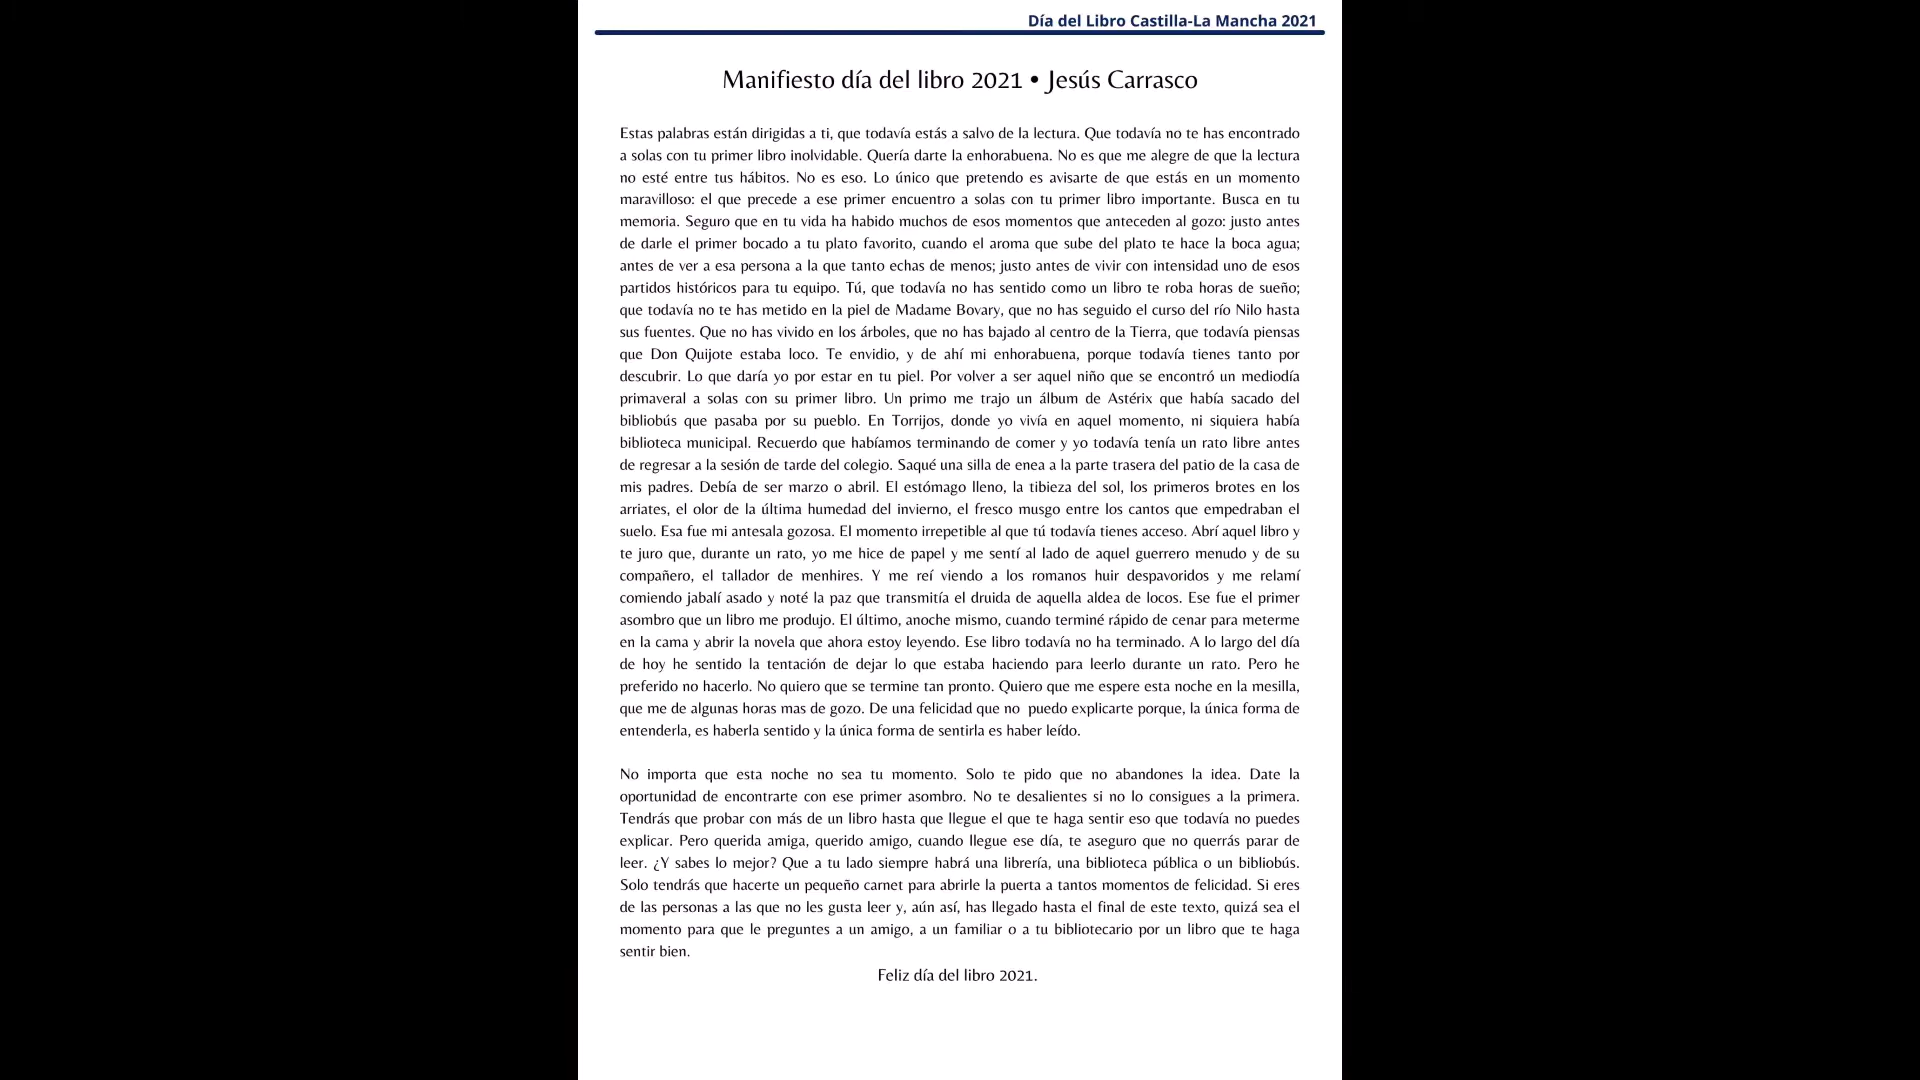 Día del Libro Castilla-La Mancha 2021
Manifiesto día del libro 2021 • Jesús Carrasco
Estas palabras están dirigidas a ti, que todavía estás a salvo de la lectura. Que todavía no te has encontrado
a solas con tu primer libro inolvidable. Quería darte la enhorabuena. No es que me alegre de que la lectura
no esté entre tus hábitos. No es eso. Lo único que pretendo es avisarte de que estás en un momento
maravilloso: el que precede a ese primer encuentro a solas con tu primer libro importante. Busca en tu
memoria. Seguro que en tu vida ha habido muchos de esos momentos que anteceden al gozo: justo antes
de darle el primer bocado a tu plato favorito, cuando el aroma que sube del plato te hace la boca agua;
antes de ver a esa persona a la que tanto echas de menos; justo antes de vivir con intensidad uno de esos
partidos históricos para tu equipo. Tú, que todavía no has sentido como un libro te roba horas de sueño;
que todavía no te has metido en la piel de Madame Bovary, que no has seguido el curso del río Nilo hasta
sus fuentes. Que no has vivido en los árboles, que no has bajado al centro de la Tierra, que todavía piensas
que Don Quijote estaba loco. Te envidio, y de ahí mi enhorabuena, porque todavía tienes tanto por
descubrir. Lo que daría yo por estar en tu piel. Por volver a ser aquel niño que se encontró un mediodía
primaveral a solas con su primer libro. Un primo me trajo un álbum de Astérix que había sacado del
bibliobús que pasaba por su pueblo. En Torrijos, donde yo vivía en aquel momento, ni siquiera había
biblioteca municipal. Recuerdo que habíamos terminando de comer y yo todavía tenía un rato libre antes
de regresar a la sesión de tarde del colegio. Saqué una silla de enea a la parte trasera del patio de la casa de
mis padres. Debía de ser marzo o abril. El estómago lleno, la tibieza del sol, los primeros brotes en los
arriates, el olor de la última humedad del invierno, el fresco musgo entre los cantos que empedraban el
suelo. Esa fue mi antesala gozosa. El momento irrepetible al que tú todavía tienes acceso. Abrí aquel libro y
te juro que, durante un rato, yo me hice de papel y me sentí al lado de aquel guerrero menudo y de su
compañero, el tallador de menhires. Y me reí viendo a los romanos huir despavoridos y me relamí
comiendo jabalí asado y noté la paz que transmitía el druida de aquella aldea de locos. Ese fue el primer
asombro que un libro me produjo. El último, anoche mismo, cuando terminé rápido de cenar para meterme
en la cama y abrir la novela que ahora estoy leyendo. Ese libro todavía no ha terminado. A lo largo del día
de hoy he sentido la tentación de dejar lo que estaba haciendo para leerlo durante un rato. Pero he
preferido no hacerlo. No quiero que se termine tan pronto. Quiero que me espere esta noche en la mesilla,
que me de algunas horas mas de gozo. De una felicidad que no puedo explicarte porque, la única forma de
entenderla, es haberla sentido y la única forma de sentirla es haber leído.
No importa que esta noche no sea tu momento. Solo te pido que no abandones la idea. Date la
oportunidad de encontrarte con ese primer asombro. No te desalientes si no lo consigues a la primera.
Tendrás que probar con más de un libro hasta que llegue el que te haga sentir eso que todavía no puedes
explicar. Pero querida amiga, querido amigo, cuando llegue ese día, te aseguro que no querrás parar de
leer. ¿Y sabes lo mejor? Que a tu lado siempre habrá una librería, una biblioteca pública o un bibliobús.
Solo tendrás que hacerte un pequeño carnet para abrirle la puerta a tantos momentos de felicidad. Si eres
de las personas a las que no les gusta leer y, aún así, has llegado hasta el final de este texto, quizá sea el
momento para que le preguntes a un amigo, a un familiar o a tu bibliotecario por un libro que te haga
sentir bien.
Feliz día del libro 2021.